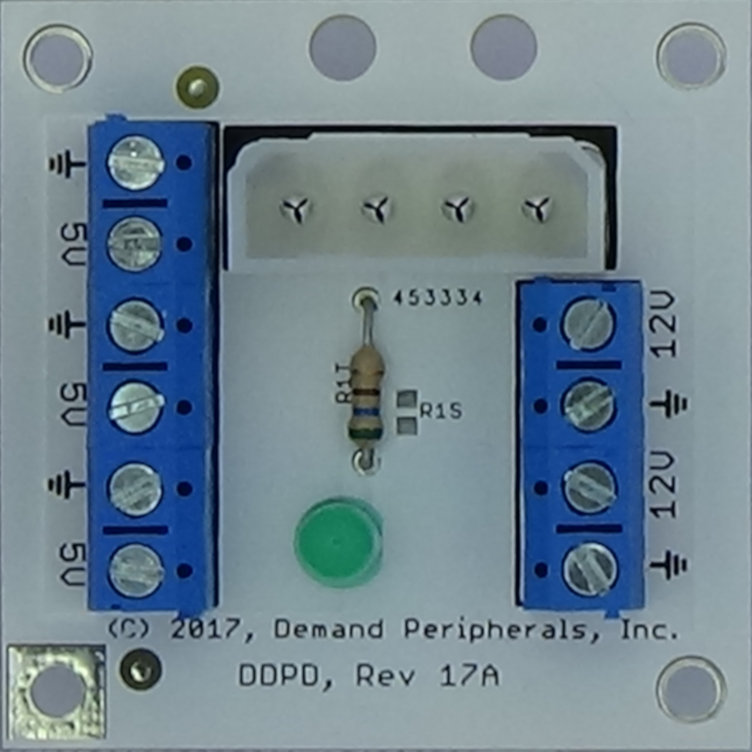 5V
453334
12V
5V
R1T
R1S
12V
5V
(C) 2017, Demand Peripherals, Inc.
DDPD, Rev 17A